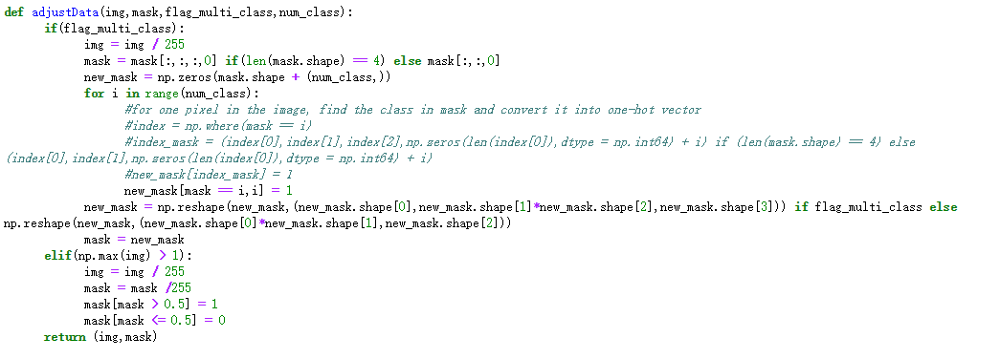 def adjustData(img,mask,flag_multi_class,num_class):
    if(flag_multi_class):
        img = img / 255
        mask = mask[:,:,:,0] if(len(mask.shape) == 4) else mask[:,:,0]
        new_mask = np.zeros(mask.shape + (num_class,))
        for i in range(num_class):
            #for one pixel in the image, find the class in mask and convert it into one-hot vector
            #index = np.where(mask == i)
            #index_mask = (index[0],index[1],index[2],np.zeros(len(index[0]),dtype = np.int64) + i) if (len(mask.shape) == 4) else
(index[0],index[1],np.zeros(len(index[0]),dtype = np.int64) + i)
            #new_mask[index_mask] = 1
            new_mask[mask == i,i] = 1
        new_mask = np.reshape(new_mask,(new_mask.shape[0],new_mask.shape[1]*new_mask.shape[2],new_mask.shape[3])) if flag_multi_class else
np.reshape(new_mask,(new_mask.shape[0]*new_mask.shape[1],new_mask.shape[2]))
        mask = new_mask
    elif(np.max(img) > 1):
        img = img / 255
        mask = mask /255
        mask[mask > 0.5] = 1
        mask[mask <= 0.5] = 0
    return (img,mask)